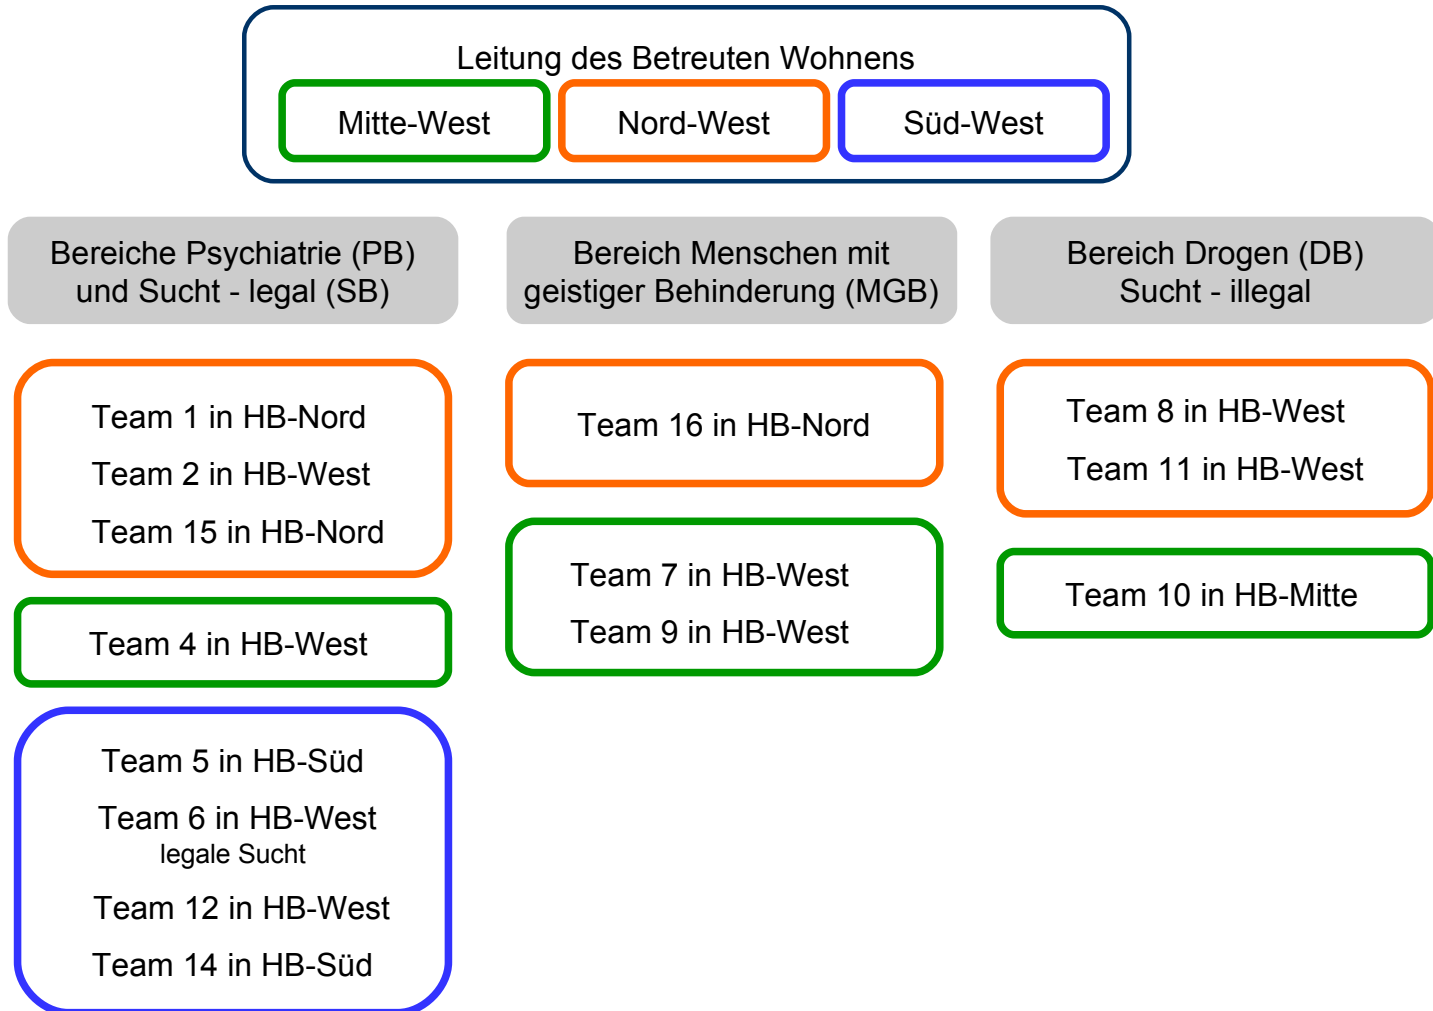 Leitung des Betreuten Wohnens
Mitte-West
Nord-West
Süd-West
Bereiche Psychiatrie (PB)
und Sucht - legal (SB)
Team 1 in HB-Nord
Team 2 in HB-West
Team 15 in HB-Nord
Team 4 in HB-West
Team 5 in HB-Süd
Team 6 in HB-West
legale Sucht
Team 12 in HB-West
Team 14 in HB-Süd
Bereich Menschen mit
geistiger Behinderung (MGB)
Team 16 in HB-Nord
Team 7 in HB-West
Team 9 in HB-West
Bereich Drogen (DB)
Sucht - illegal
Team 8 in HB-West
Team 11 in HB-West
Team 10 in HB-Mitte